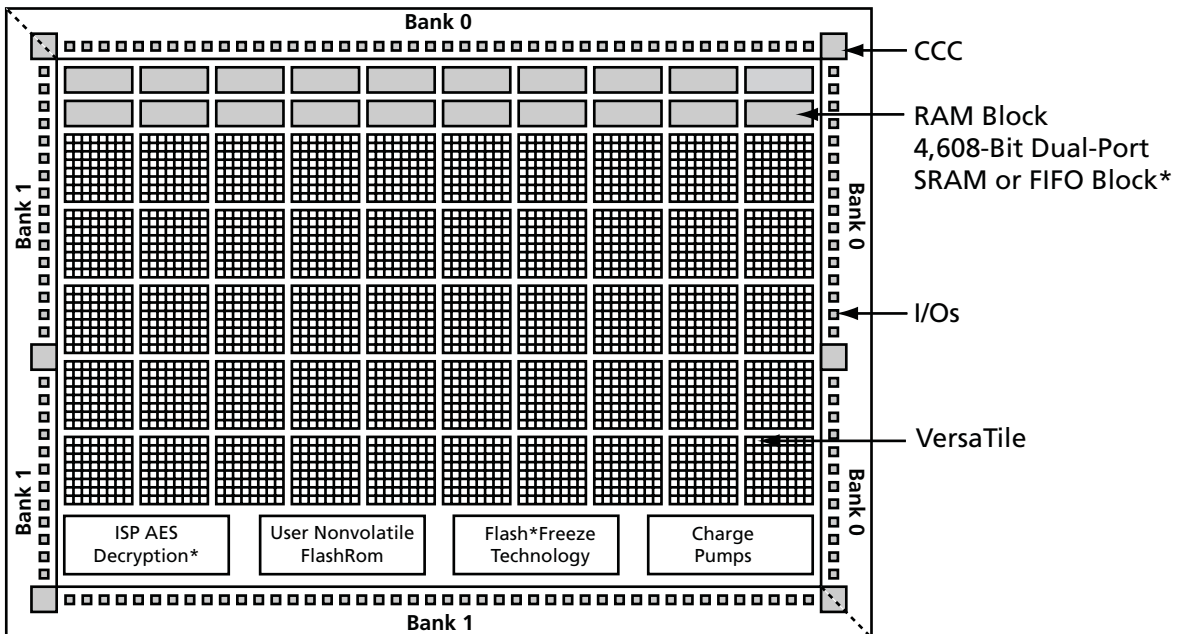 Bank 0
CCC
RAM Block
4,608-Bit Dual-Port
SRAM or FIFO Block*
Bank 1
Bank 0
I/Os
VersaTile
Bank 1
Bank 0
ISP AES
Decryption*
User Nonvolatile
FlashRom
Flash*Freeze
Technology
Charge
Pumps
Bank 1